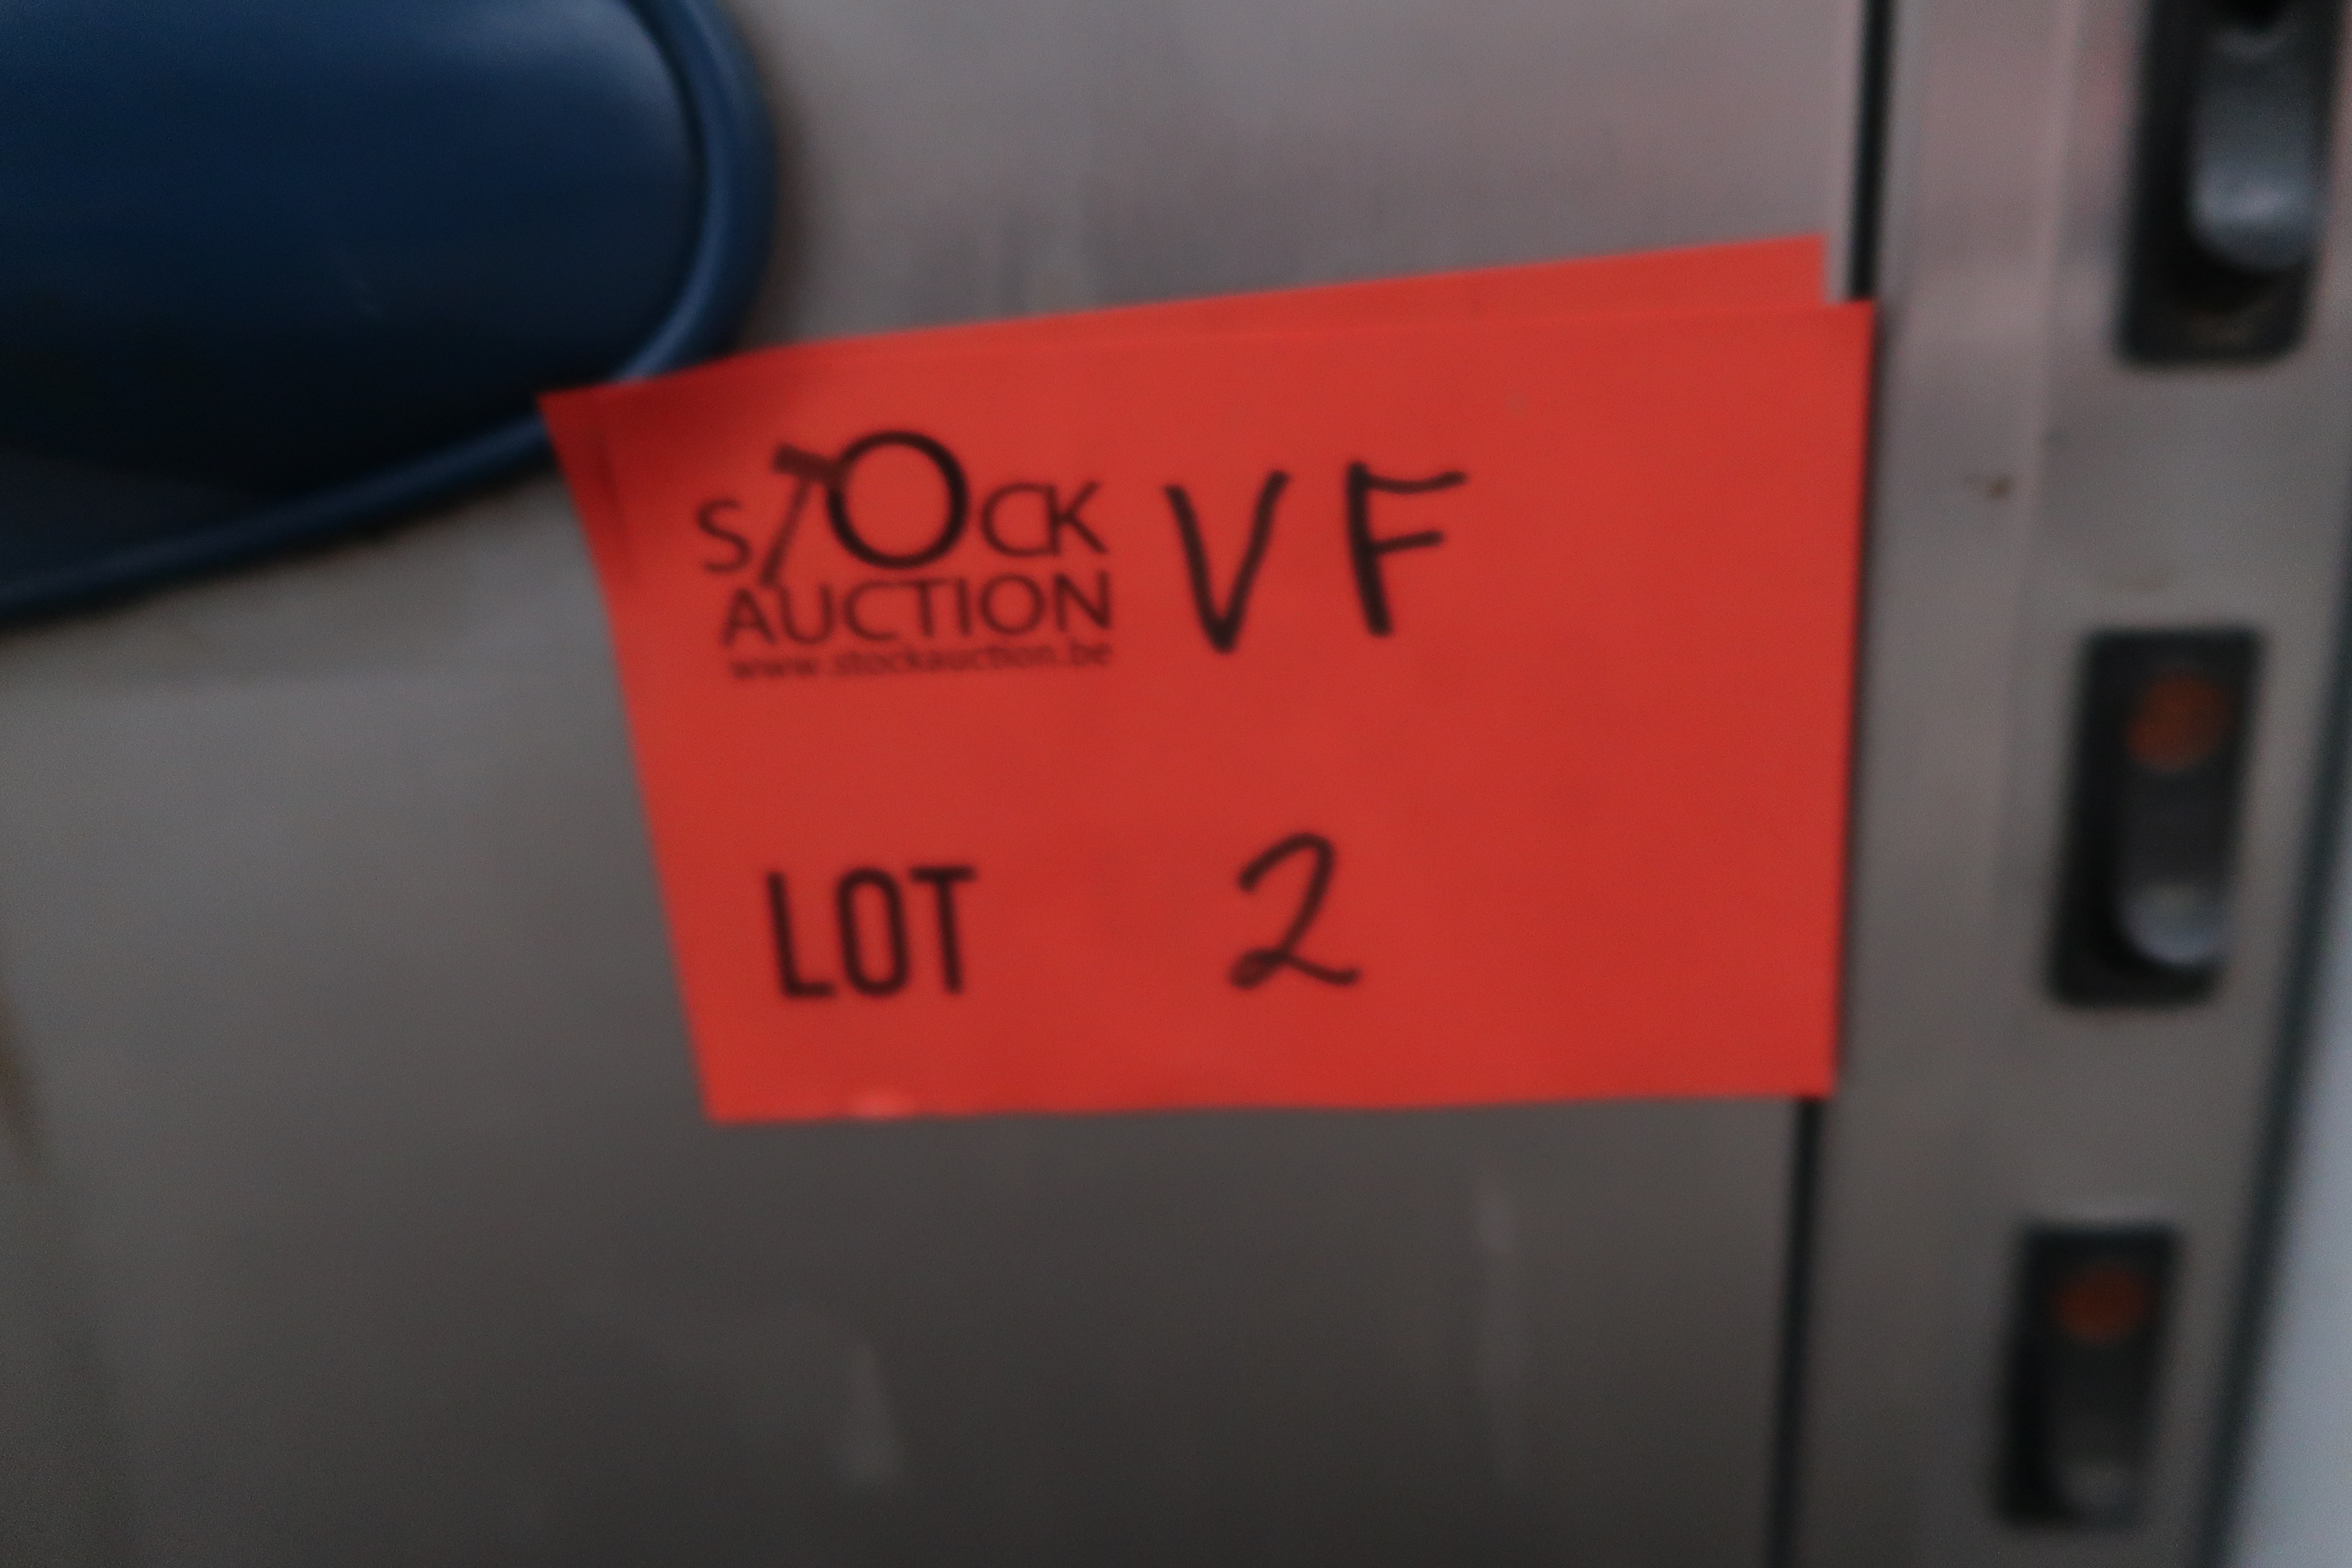 STOCK VF
AUCTION
www.stockauction.be
LOT 2